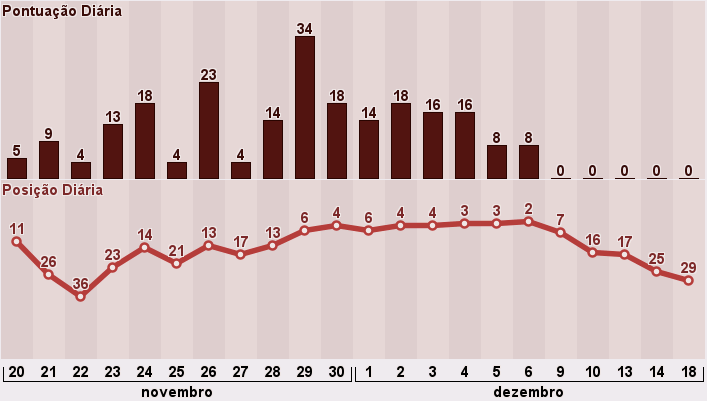 Pontuação Diária
5 9 4 13 18 4 23 4 14 34 18 14 18 16 16 8 8 0 0 0 0 0
Posição Diária
11 26 36 23 14 21 13 17 13 6 4 6 4 4 3 3 2 7 16 17 25 29
20 21 22 23 24 25 26 27 28 29 30 1 2 3 4 5 6 9 10 13 14 18
novembro dezembro